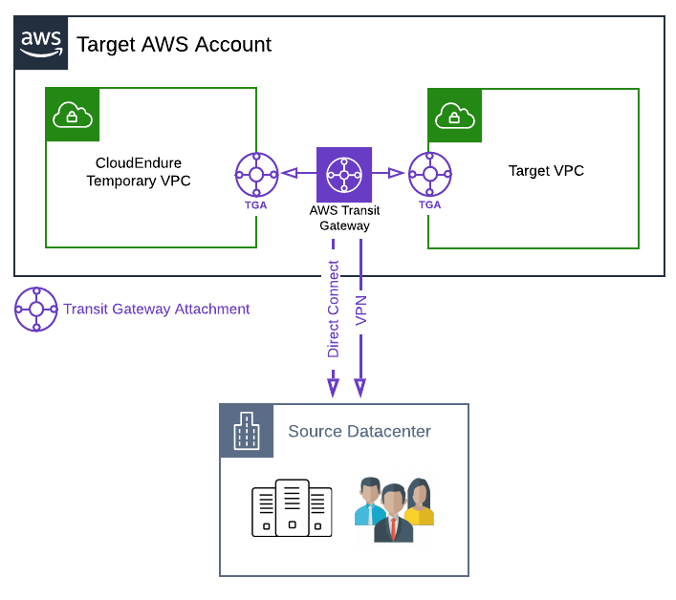 aws
Target AWS Account
CloudEndure
Temporary VPC
TGA
AWS Transit
Gateway
TGA
Target VPC
Transit Gateway Attachment
Direct Connect
VPN
Source Datacenter